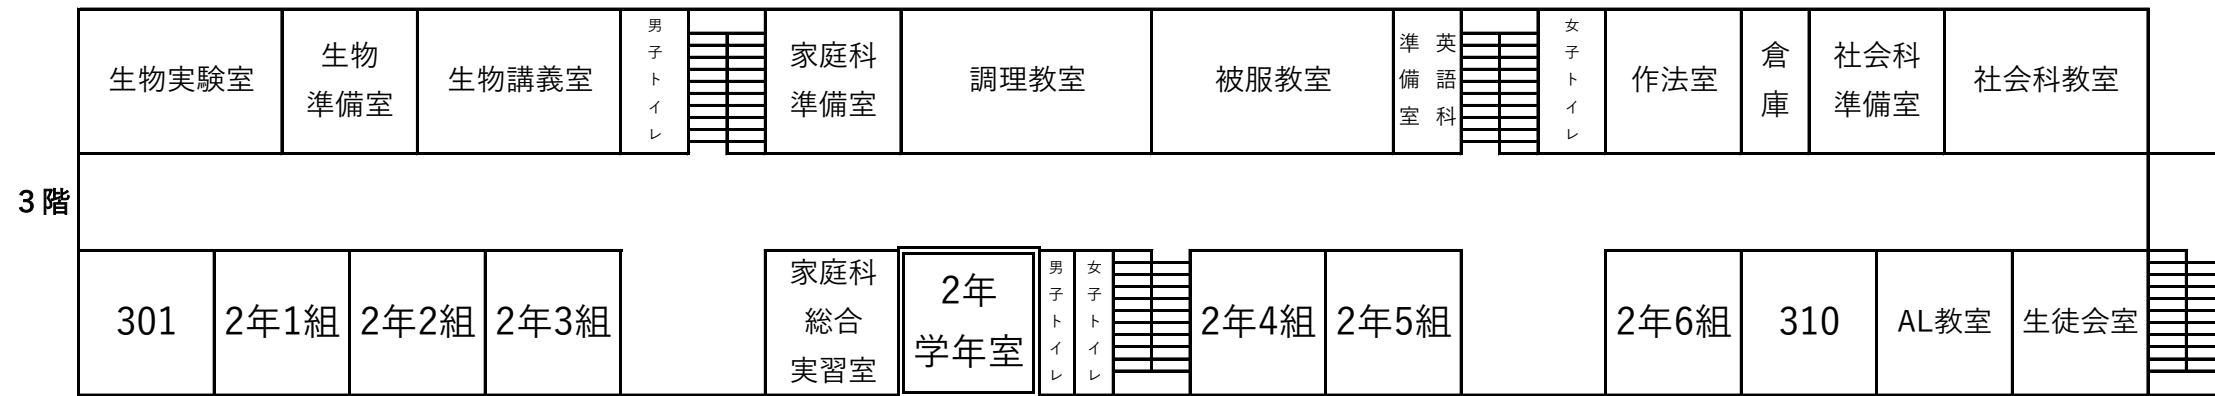 生物実験室
生物
準備室
生物講義室
男子トイレ
家庭科
準備室
調理教室
被服教室
英語科
準備室
女子トイレ
作法室
倉庫
社会科
準備室
社会科教室
３階
301
2年1組
2年2組
2年3組
家庭科
総合
実習室
2年
学年室
男子トイレ
女子トイレ
2年4組
2年5組
2年6組
310
AL教室
生徒会室